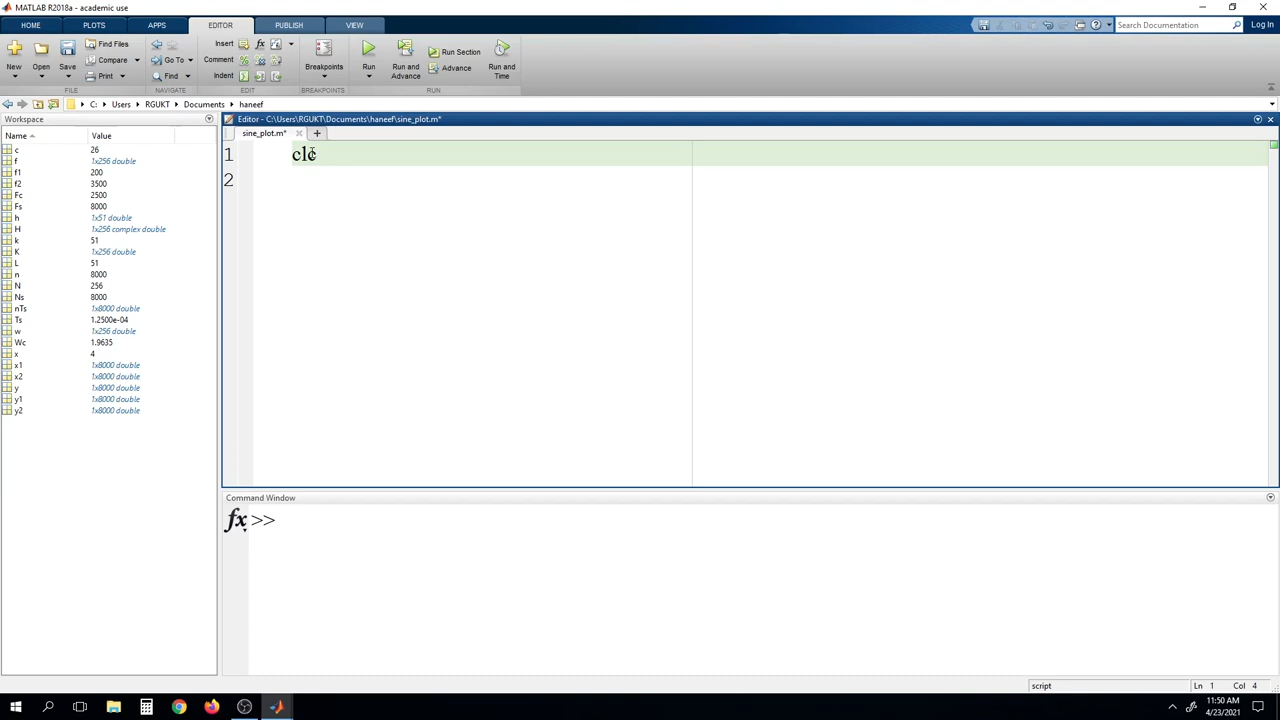 MATLAB R2018a - academic use
HOME PLOTS APPS EDITOR PUBLISH VIEW Search Documentation Log In
New Open Save Find Files Compare Print Go To Find Insert Comment Indent fx Breakpoints Run Run and Advance Run Section Advance Run and Time
FILE NAVIGATE EDIT BREAKPOINTS RUN
C: Users RGUKT Documents haneef
Workspace
Name Value
c 26
f 1x256 double
f1 200
f2 3500
Fc 2500
Fs 8000
h 1x51 double
H 1x256 complex double
k 51
K 1x256 double
L 51
n 8000
N 256
Ns 8000
nTs 1x8000 double
Ts 1.2500e-04
w 1x256 double
Wc 1.9635
x 4
x1 1x8000 double
x2 1x8000 double
y 1x8000 double
y1 1x8000 double
y2 1x8000 double
Editor - C:\Users\RGUKT\Documents\haneef\sine_plot.m*
sine_plot.m*
1 clc
2
Command Window
fx >>
script Ln 1 Col 4
11:50 AM
4/23/2021